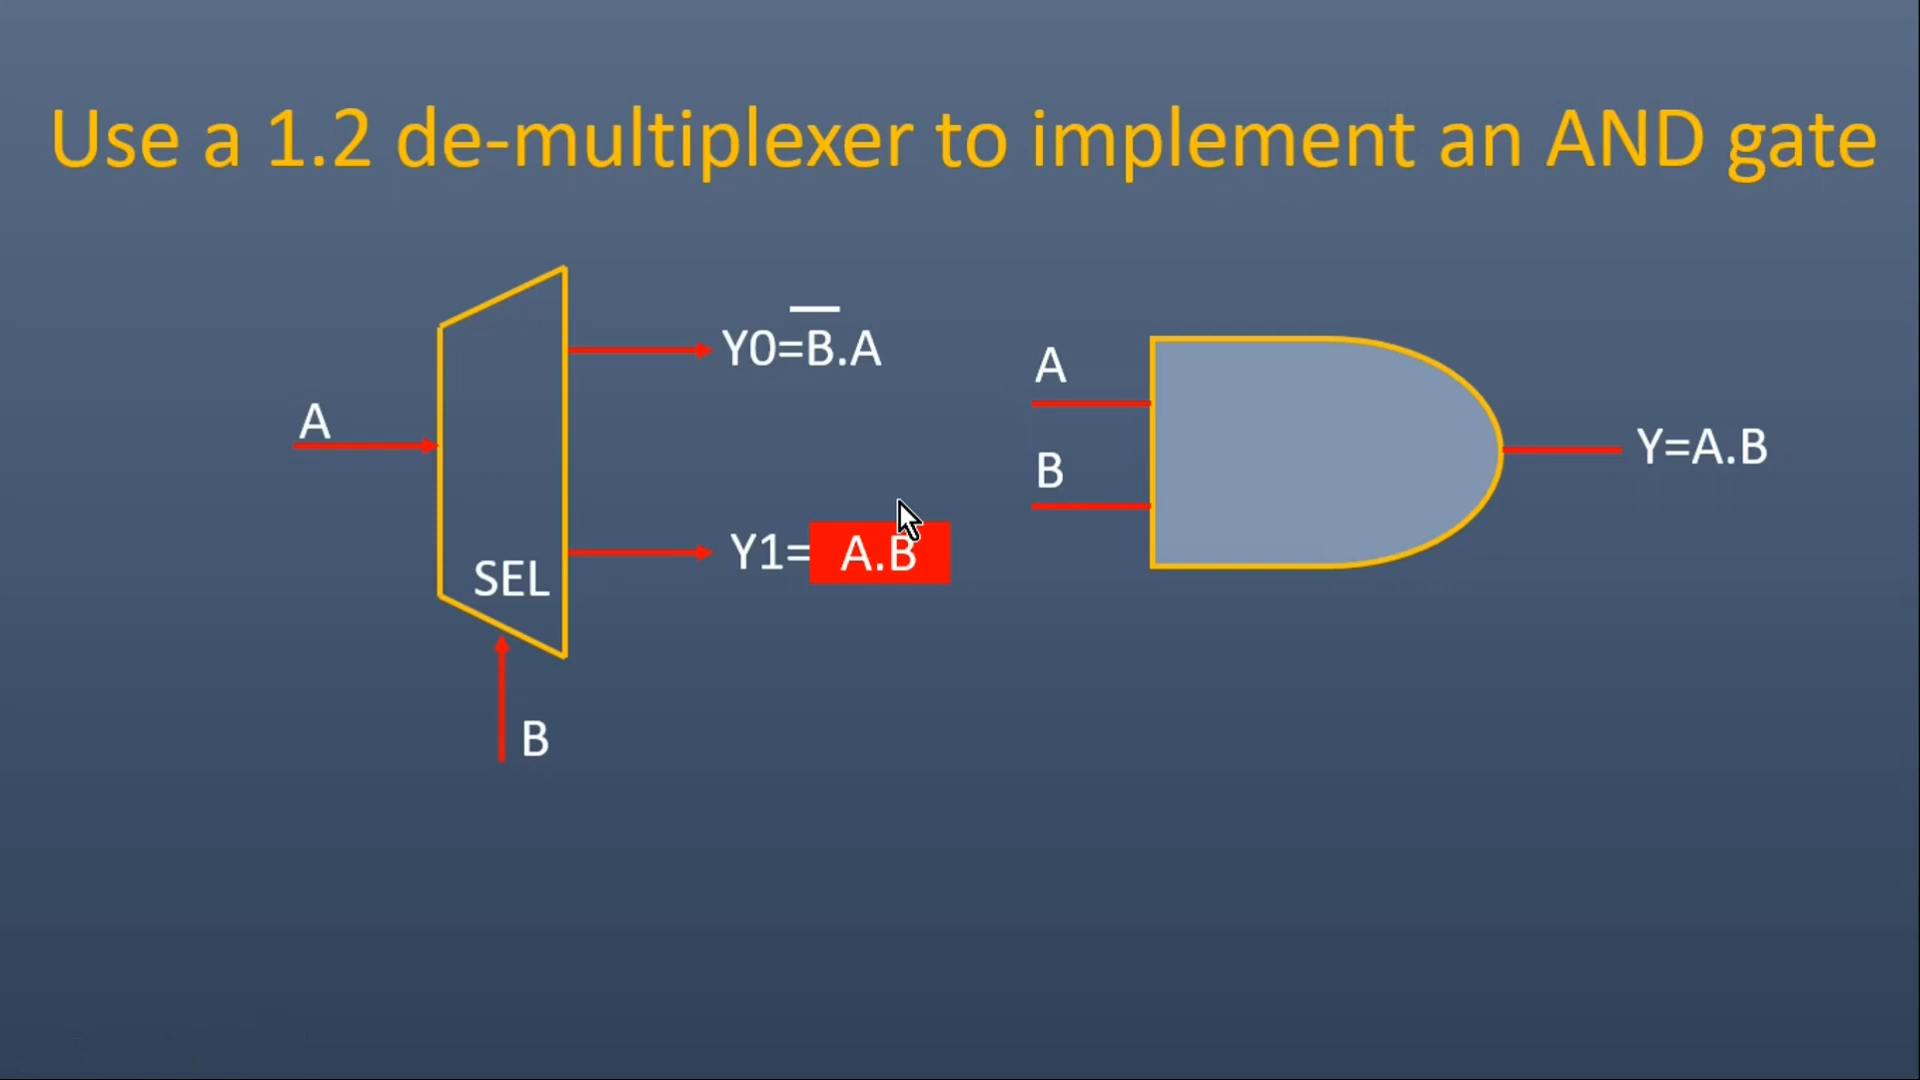 Use a 1.2 de-multiplexer to implement an AND gate
Y0=B̅.A
A
A
B
Y=A.B
Y1= A.B
SEL
B